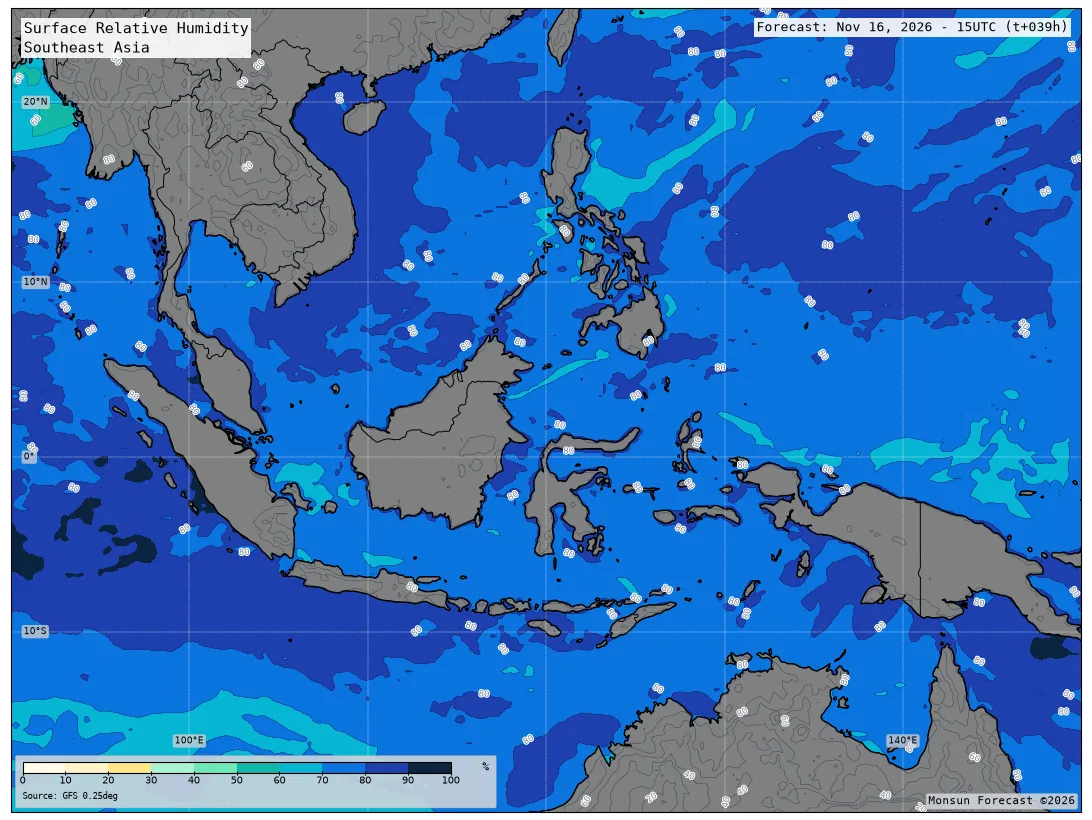 Surface Relative Humidity
Southeast Asia
Forecast: Nov 16, 2026 - 15UTC (t+039h)
20°N
10°N
0°
10°S
100°E
140°E
0 10 20 30 40 50 60 70 80 90 100
%
Source: GFS 0.25deg
Monsun Forecast ©2026